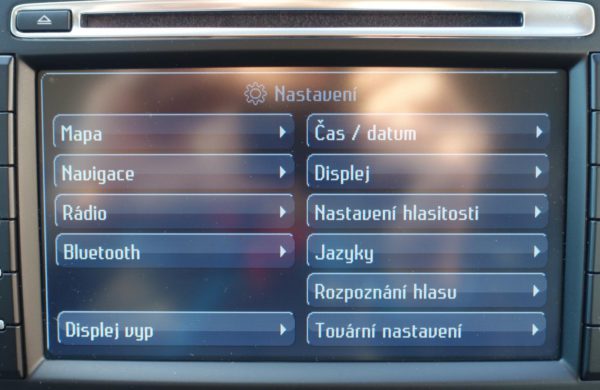 Nastavení
Mapa
Navigace
Rádio
Bluetooth
Displej vyp
Čas / datum
Displej
Nastavení hlasitosti
Jazyky
Rozpoznání hlasu
Tovární nastavení